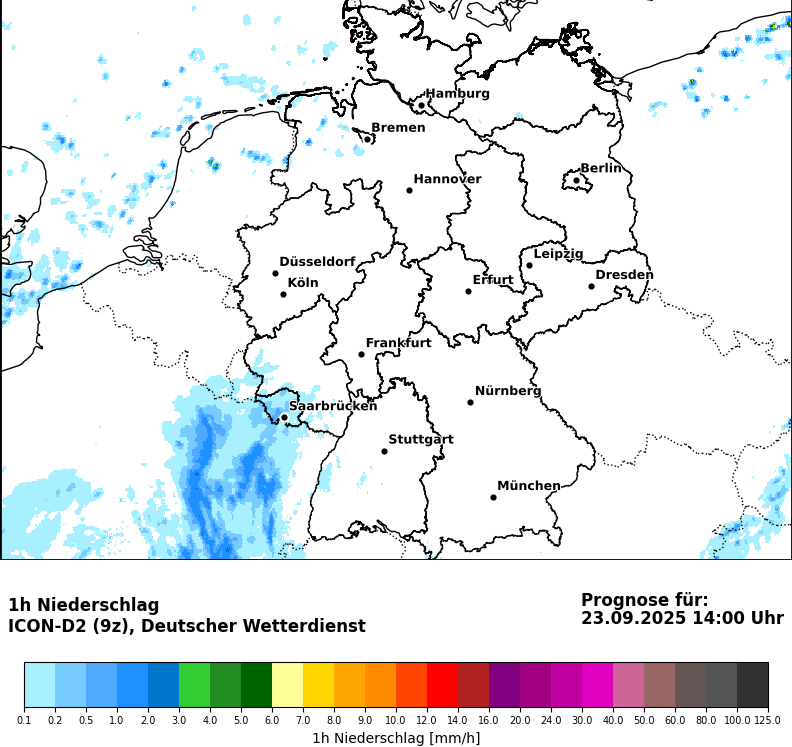 Hamburg
Bremen
Berlin
Hannover
Leipzig
Düsseldorf
Dresden
Köln
Erfurt
Frankfurt
Nürnberg
Saarbrücken
Stuttgart
München
1h Niederschlag
ICON-D2 (9z), Deutscher Wetterdienst
Prognose für:
23.09.2025 14:00 Uhr
0.1 0.2 0.5 1.0 2.0 3.0 4.0 5.0 6.0 7.0 8.0 9.0 10.0 12.0 14.0 16.0 20.0 24.0 30.0 40.0 50.0 60.0 80.0 100.0 125.0
1h Niederschlag [mm/h]